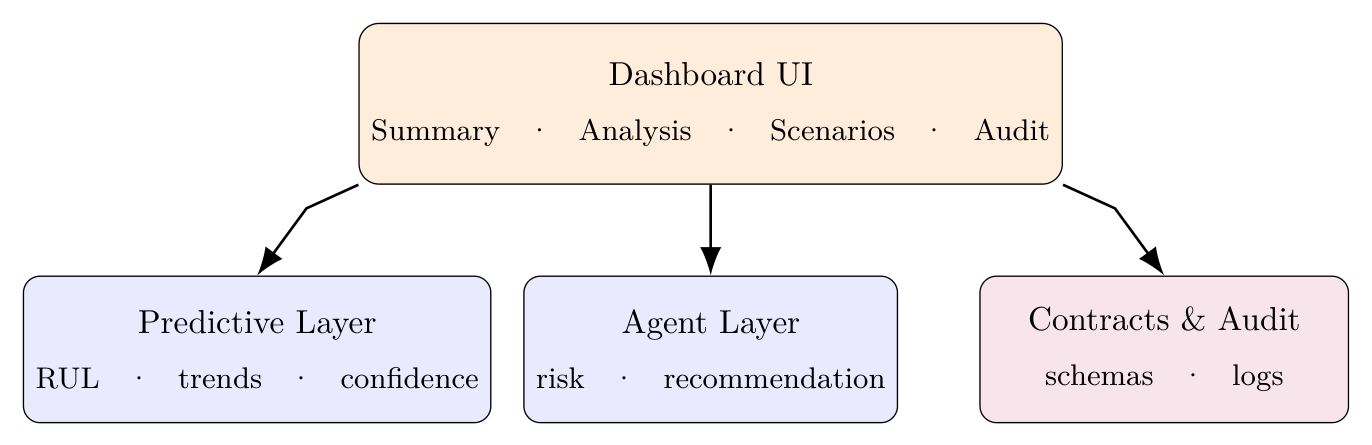 Dashboard UI
Summary · Analysis · Scenarios · Audit
Predictive Layer
RUL · trends · confidence
Agent Layer
risk · recommendation
Contracts & Audit
schemas · logs